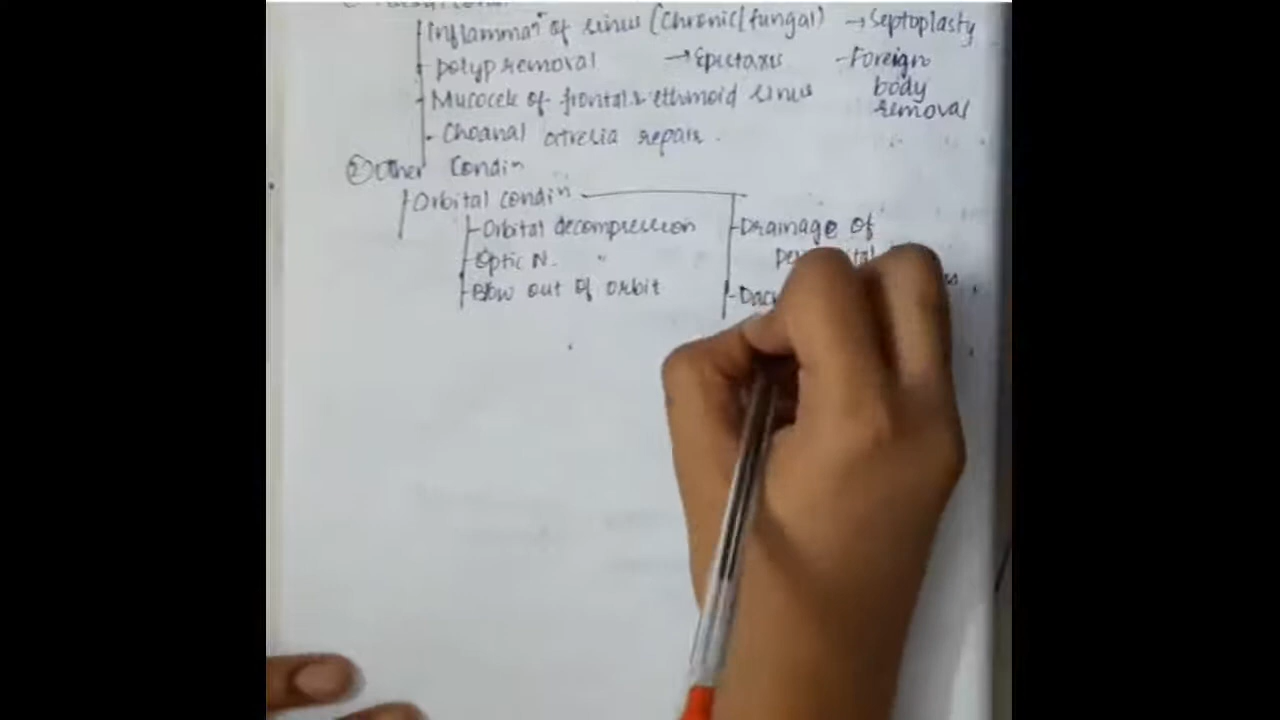 Inflamman of sinus (Chronic/fungal) → Septoplasty
- polyp removal → Epistaxis - Foreign body removal
- Mucocele of frontal & ethmoid sinus
- Choanal atresia repair.
② Other Condin
Orbital condin
- Orbital decompression
- Optic N. "
- Blow out of orbit
- Drainage of